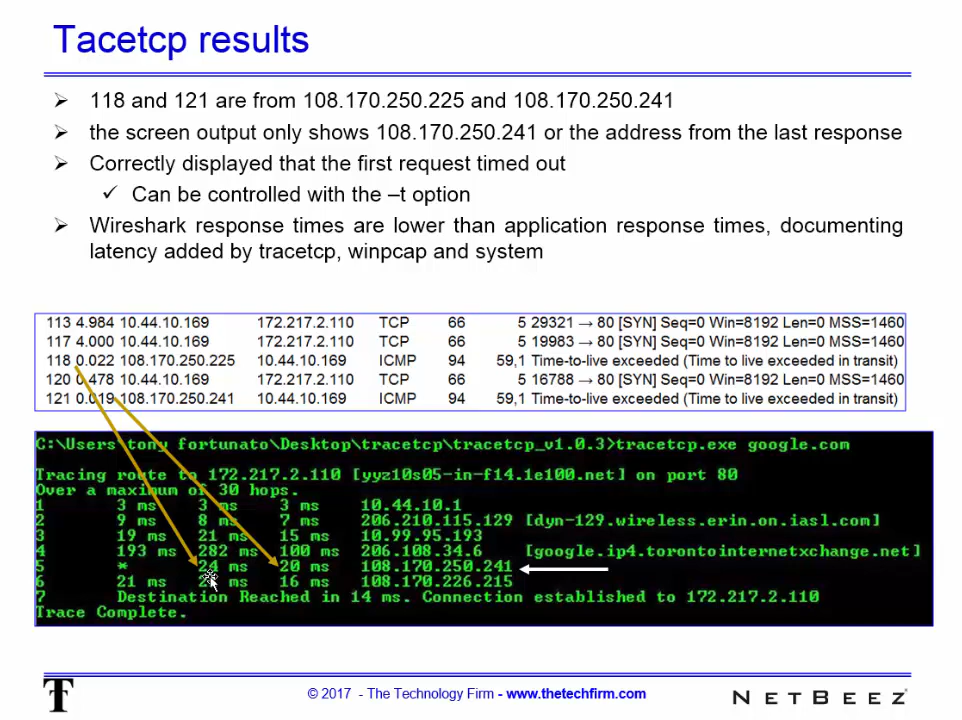 Tacetcp results
118 and 121 are from 108.170.250.225 and 108.170.250.241
the screen output only shows 108.170.250.241 or the address from the last response
Correctly displayed that the first request timed out
Can be controlled with the –t option
Wireshark response times are lower than application response times, documenting
latency added by tracetcp, winpcap and system
113 4.984 10.44.10.169 172.217.2.110 TCP 66 5 29321 → 80 [SYN] Seq=0 Win=8192 Len=0 MSS=1460
117 4.000 10.44.10.169 172.217.2.110 TCP 66 5 19983 → 80 [SYN] Seq=0 Win=8192 Len=0 MSS=1460
118 0.022 108.170.250.225 10.44.10.169 ICMP 94 59,1 Time-to-live exceeded (Time to live exceeded in transit)
120 0.478 10.44.10.169 172.217.2.110 TCP 66 5 16788 → 80 [SYN] Seq=0 Win=8192 Len=0 MSS=1460
121 0.019 108.170.250.241 10.44.10.169 ICMP 94 59,1 Time-to-live exceeded (Time to live exceeded in transit)
C:\Users\tony fortunato\Desktop\tracetcp\tracetcp_v1.0.3>tracetcp.exe google.com
Tracing route to 172.217.2.110 [yyz10s05-in-f14.1e100.net] on port 80
Over a maximum of 30 hops.
1 3 ms 3 ms 3 ms 10.44.10.1
2 9 ms 8 ms 7 ms 206.210.115.129 [dyn-129.wireless.erin.on.iasl.com]
3 19 ms 21 ms 15 ms 10.99.95.193
4 193 ms 282 ms 100 ms 206.108.34.6 [google.ip4.torontointernetxchange.net]
5 * 24 ms 20 ms 108.170.250.241
6 21 ms ms 16 ms 108.170.226.215
7 Destination Reached in 14 ms. Connection established to 172.217.2.110
Trace Complete.
© 2017 - The Technology Firm - www.thetechfirm.com
NETBEEZ